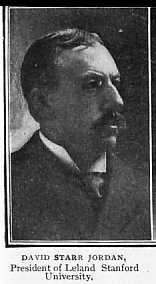 DAVID STARR JORDAN,
President of Leland Stanford
University.